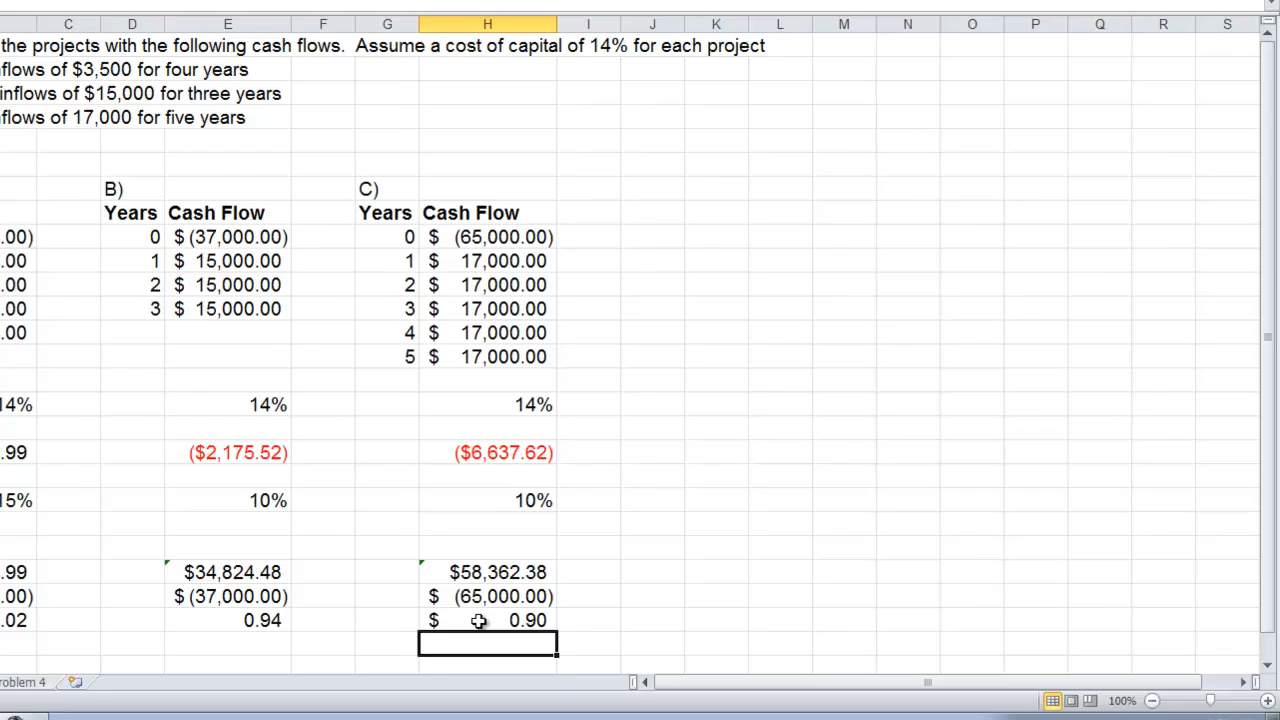 C D E F G H I J K L M N O P Q R S
the projects with the following cash flows. Assume a cost of capital of 14% for each project
flows of $3,500 for four years
inflows of $15,000 for three years
flows of 17,000 for five years
B) C)
Years Cash Flow Years Cash Flow
.00) 0 $ (37,000.00) 0 $ (65,000.00)
.00 1 $ 15,000.00 1 $ 17,000.00
.00 2 $ 15,000.00 2 $ 17,000.00
.00 3 $ 15,000.00 3 $ 17,000.00
.00 4 $ 17,000.00
5 $ 17,000.00
14% 14% 14%
.99 ($2,175.52) ($6,637.62)
15% 10% 10%
.99 $34,824.48 $58,362.38
.00) $ (37,000.00) $ (65,000.00)
.02 0.94 $ 0.90
roblem 4
100%